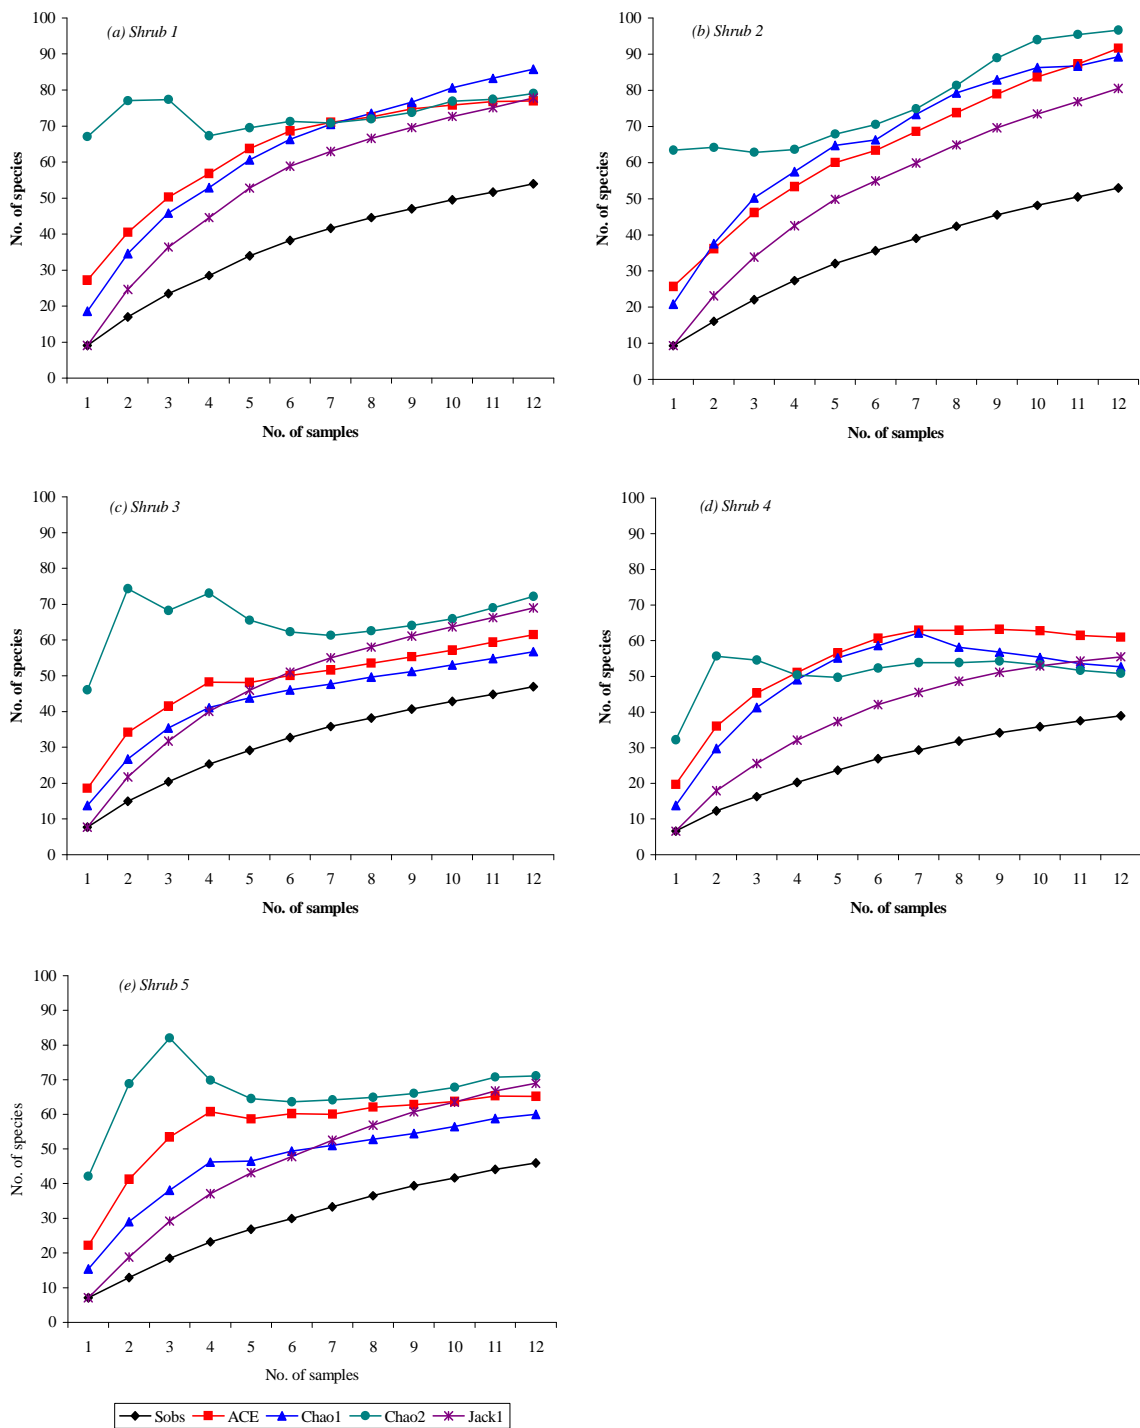 (a) Shrub 1
100
90
80
70
60
50
40
30
20
10
0
No. of species
1 2 3 4 5 6 7 8 9 10 11 12
No. of samples
(b) Shrub 2
100
90
80
70
60
50
40
30
20
10
0
No. of species
1 2 3 4 5 6 7 8 9 10 11 12
No. of samples
(c) Shrub 3
100
90
80
70
60
50
40
30
20
10
0
No. of species
1 2 3 4 5 6 7 8 9 10 11 12
No. of samples
(d) Shrub 4
100
90
80
70
60
50
40
30
20
10
0
No. of species
1 2 3 4 5 6 7 8 9 10 11 12
No. of samples
(e) Shrub 5
100
90
80
70
60
50
40
30
20
10
0
No. of species
1 2 3 4 5 6 7 8 9 10 11 12
No. of samples
Sobs ACE Chao1 Chao2 Jack1